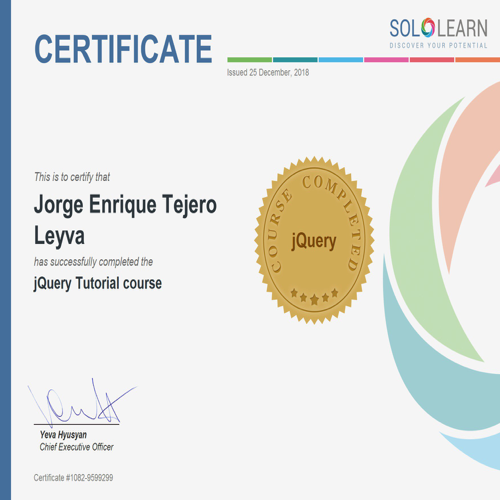 CERTIFICATE
SOLOLEARN
DISCOVER YOUR POTENTIAL
Issued 25 December, 2018
This is to certify that
Jorge Enrique Tejero
Leyva
has successfully completed the
jQuery Tutorial course
COURSE COMPLETED
jQuery
Yeva Hyusyan
Chief Executive Officer
Certificate #1082-9599299